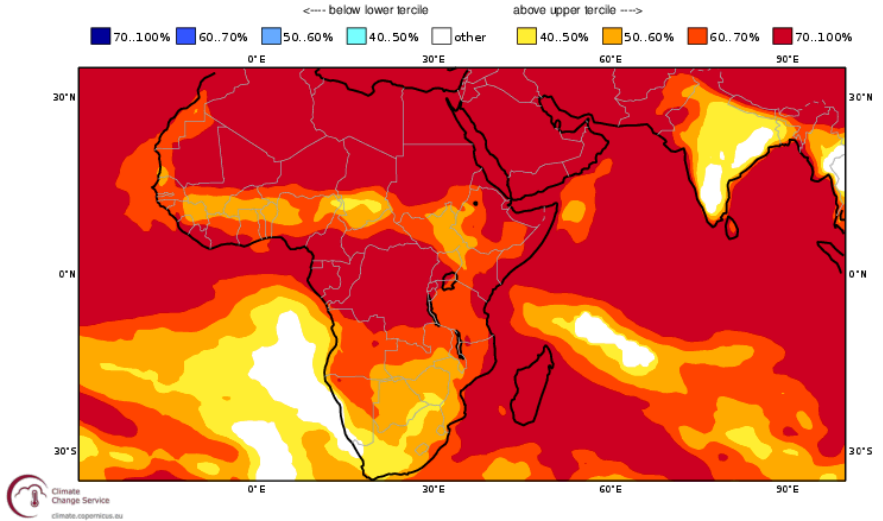 <---- below lower tercile above upper tercile ---->
70..100% 60..70% 50..60% 40..50% other 40..50% 50..60% 60..70% 70..100%
0°E 30°E 60°E 90°E
30°N 30°N
0°N 0°N
30°S 30°S
0°E 30°E 60°E 90°E
Climate
Change Service
climate.copernicus.eu